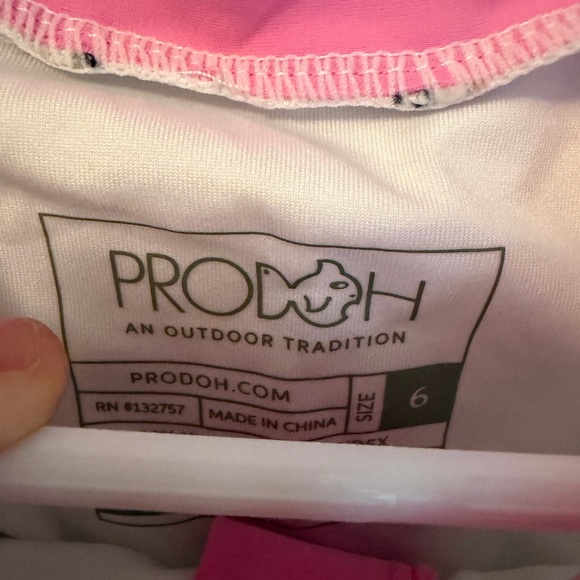 PRODOH
AN OUTDOOR TRADITION
PRODOH.COM
RN #132757
MADE IN CHINA
SIZE
6